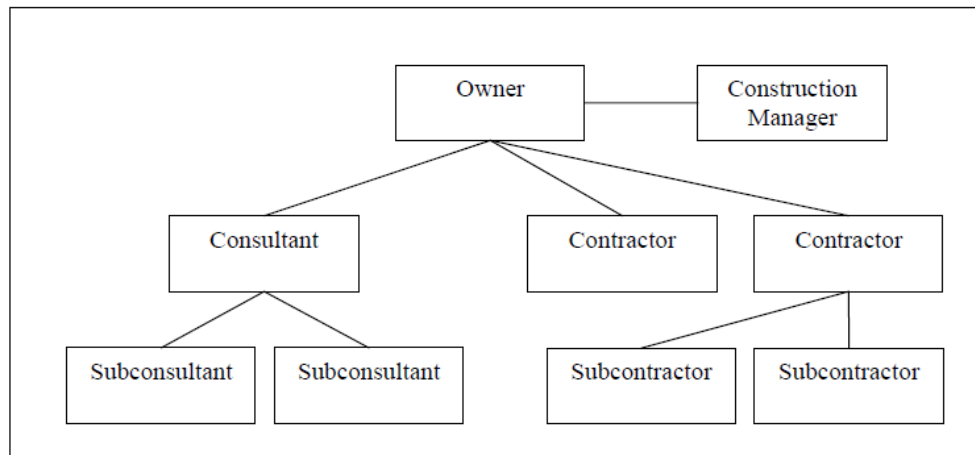 Owner
Construction
Manager
Consultant
Contractor
Contractor
Subconsultant
Subconsultant
Subcontractor
Subcontractor